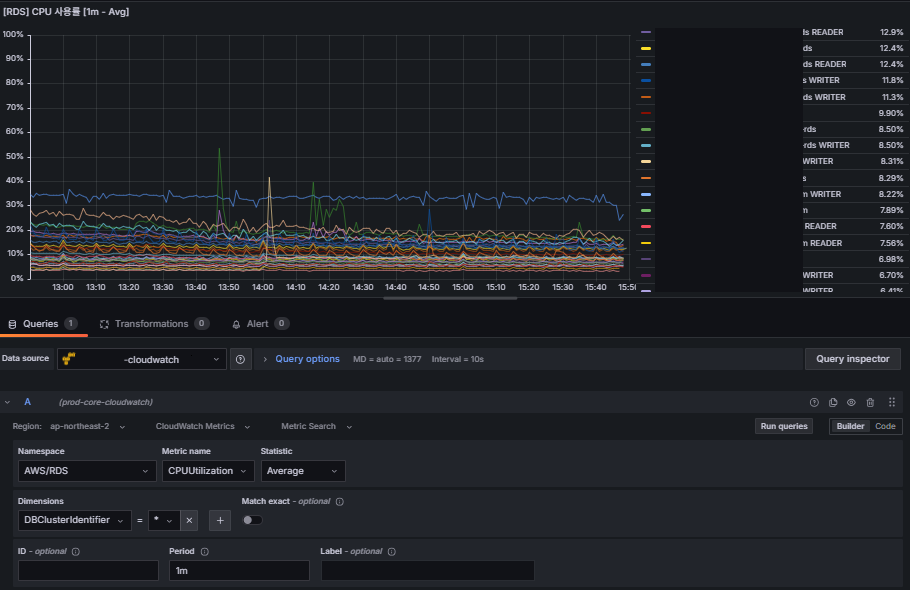 [RDS] CPU 사용률 [1m - Avg]
100%
90%
80%
70%
60%
50%
40%
30%
20%
10%
0%
13:00 13:10 13:20 13:30 13:40 13:50 14:00 14:10 14:20 14:30 14:40 14:50 15:00 15:10 15:20 15:30 15:40 15:50
ds READER 12.9%
ds 12.4%
ds READER 12.4%
s WRITER 11.8%
rds WRITER 11.3%
9.90%
rds 8.50%
rds WRITER 8.50%
WRITER 8.31%
s 8.29%
m WRITER 8.22%
m 7.89%
READER 7.60%
m READER 7.56%
6.98%
WRITER 6.70%
WRITER 6.41%
Queries 1 Transformations 0 Alert 0
Data source -cloudwatch Query options MD = auto = 1377 Interval = 10s Query inspector
A (prod-core-cloudwatch)
Region: ap-northeast-2 CloudWatch Metrics Metric Search Run queries Builder Code
Namespace Metric name Statistic
AWS/RDS CPUUtilization Average
Dimensions Match exact - optional
DBClusterIdentifier = *
ID - optional Period Label - optional
1m